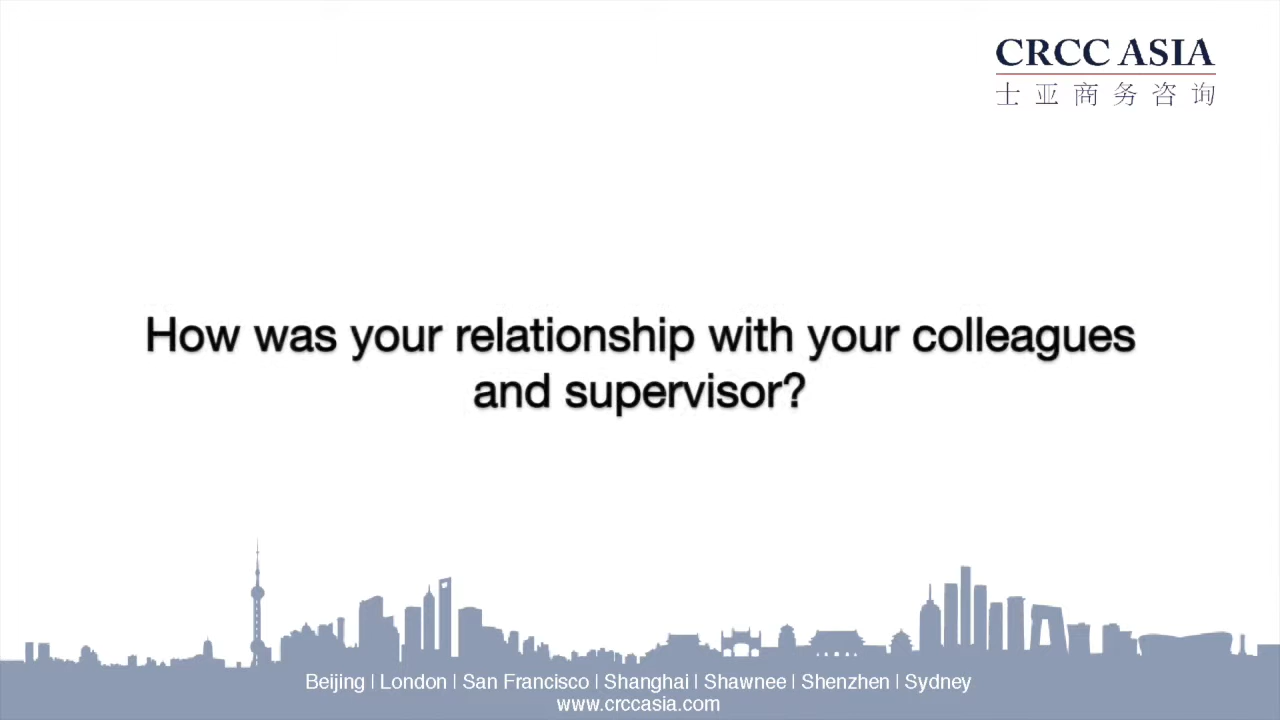 CRCC ASIA
士亚商务咨询
How was your relationship with your colleagues
and supervisor?
Beijing | London | San Francisco | Shanghai | Shawnee | Shenzhen | Sydney
www.crccasia.com